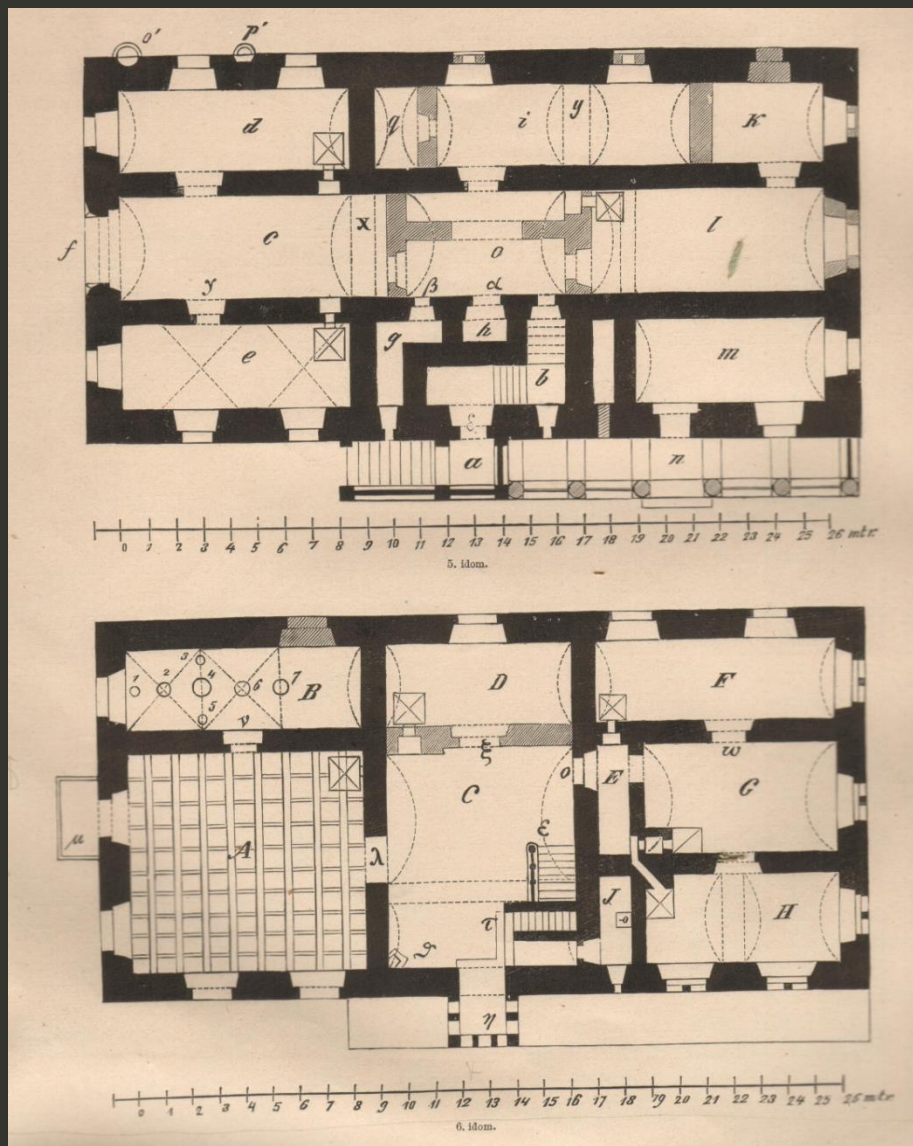 o' p'
d q i y k
f c x o l
γ β α
e g h b m
a n
0 1 2 3 4 5 6 7 8 9 10 11 12 13 14 15 16 17 18 19 20 21 22 23 24 25 26 mtr.
5. idom.
1 2 3 4 5 6 7 B D F
ν ξ ω
μ A λ C o E G
ε
τ J H
ϑ
η
0 1 2 3 4 5 6 7 8 9 10 11 12 13 14 15 16 17 18 19 20 21 22 23 24 25 26 mtr.
6. idom.